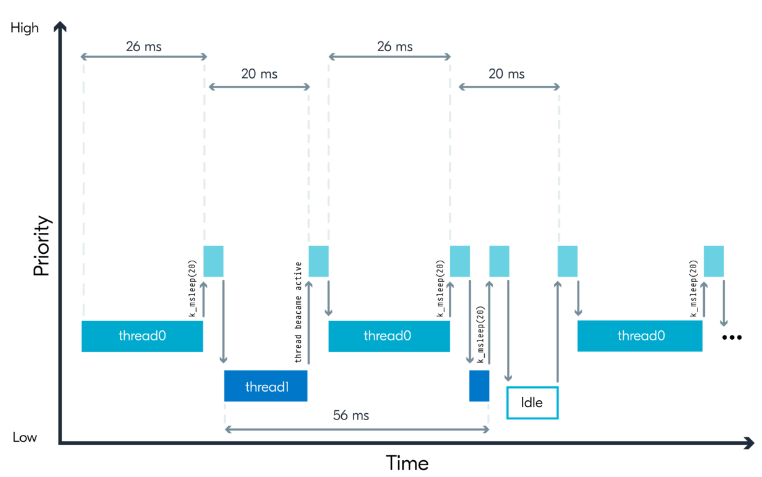 High
26 ms
26 ms
20 ms
20 ms
Priority
k_msleep(20)
thread beacame active
k_msleep(20)
k_msleep(20)
k_msleep(20)
thread0
thread0
thread0
...
thread1
Idle
56 ms
Low
Time